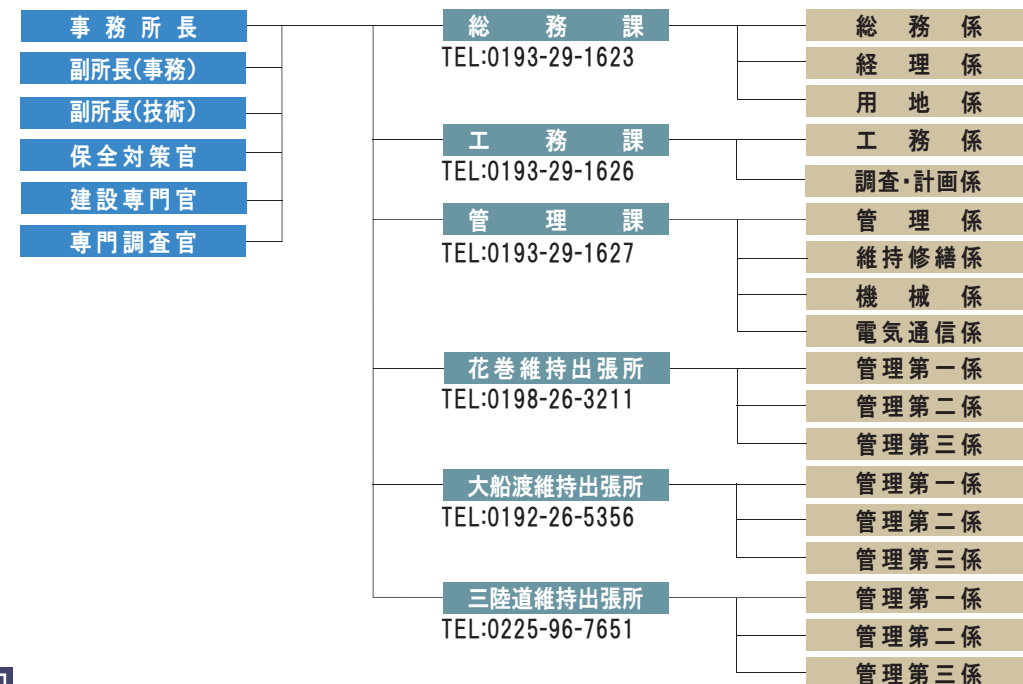 事務所長
副所長(事務)
副所長(技術)
保全対策官
建設専門官
専門調査官
総務課
TEL:0193-29-1623
総務係
経理係
用地係
工務課
TEL:0193-29-1626
工務係
調査・計画係
管理課
TEL:0193-29-1627
管理係
維持修繕係
機械係
電気通信係
花巻維持出張所
TEL:0198-26-3211
管理第一係
管理第二係
管理第三係
大船渡維持出張所
TEL:0192-26-5356
管理第一係
管理第二係
管理第三係
三陸道維持出張所
TEL:0225-96-7651
管理第一係
管理第二係
管理第三係